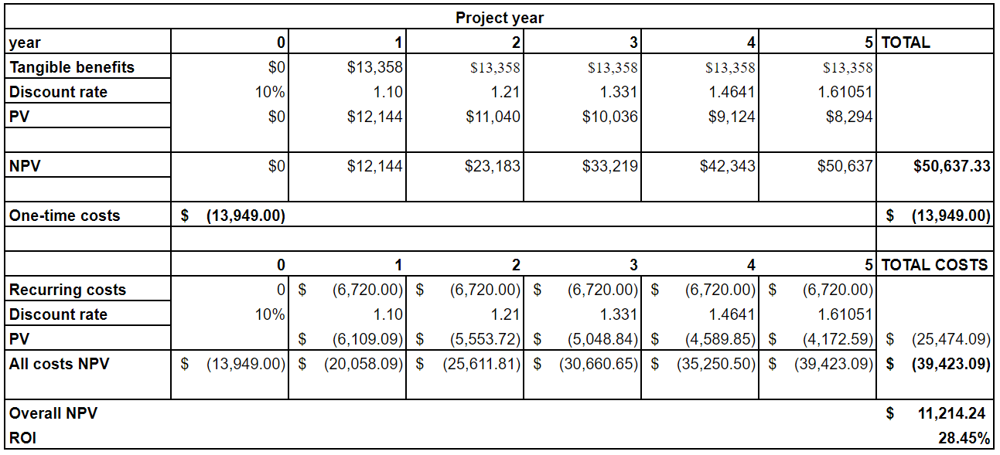 Project year
year 0 1 2 3 4 5 TOTAL
Tangible benefits $0 $13,358 $13,358 $13,358 $13,358 $13,358
Discount rate 10% 1.10 1.21 1.331 1.4641 1.61051
PV $0 $12,144 $11,040 $10,036 $9,124 $8,294
NPV $0 $12,144 $23,183 $33,219 $42,343 $50,637 $50,637.33
One-time costs $ (13,949.00) $ (13,949.00)
0 1 2 3 4 5 TOTAL COSTS
Recurring costs 0 $ (6,720.00) $ (6,720.00) $ (6,720.00) $ (6,720.00) $ (6,720.00)
Discount rate 10% 1.10 1.21 1.331 1.4641 1.61051
PV $ (6,109.09) $ (5,553.72) $ (5,048.84) $ (4,589.85) $ (4,172.59) $ (25,474.09)
All costs NPV $ (13,949.00) $ (20,058.09) $ (25,611.81) $ (30,660.65) $ (35,250.50) $ (39,423.09) $ (39,423.09)
Overall NPV $ 11,214.24
ROI 28.45%